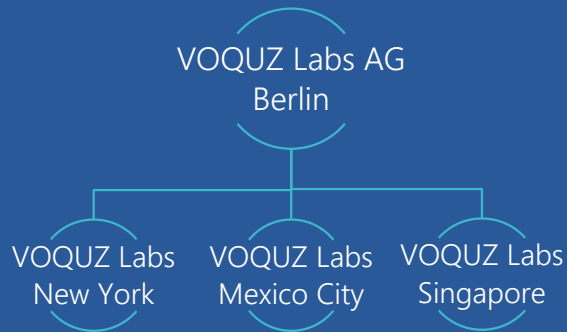 VOQUZ Labs AG
Berlin
VOQUZ Labs
New York
VOQUZ Labs
Mexico City
VOQUZ Labs
Singapore